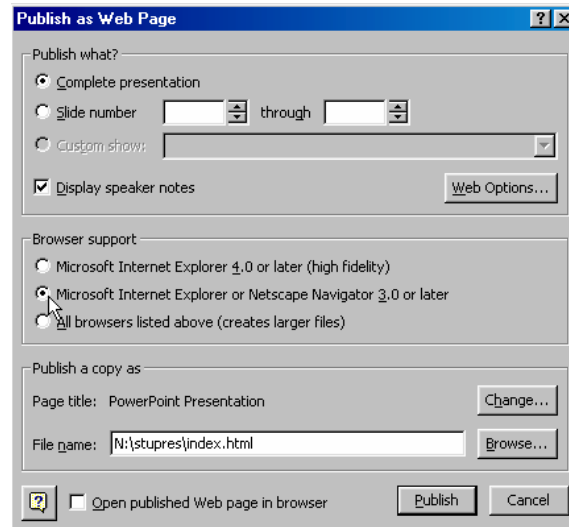 Publish as Web Page
Publish what?
Complete presentation
Slide number through
Custom show:
Display speaker notes Web Options...
Browser support
Microsoft Internet Explorer 4.0 or later (high fidelity)
Microsoft Internet Explorer or Netscape Navigator 3.0 or later
All browsers listed above (creates larger files)
Publish a copy as
Page title: PowerPoint Presentation Change...
File name: N:\stupres\index.html Browse...
Open published Web page in browser Publish Cancel